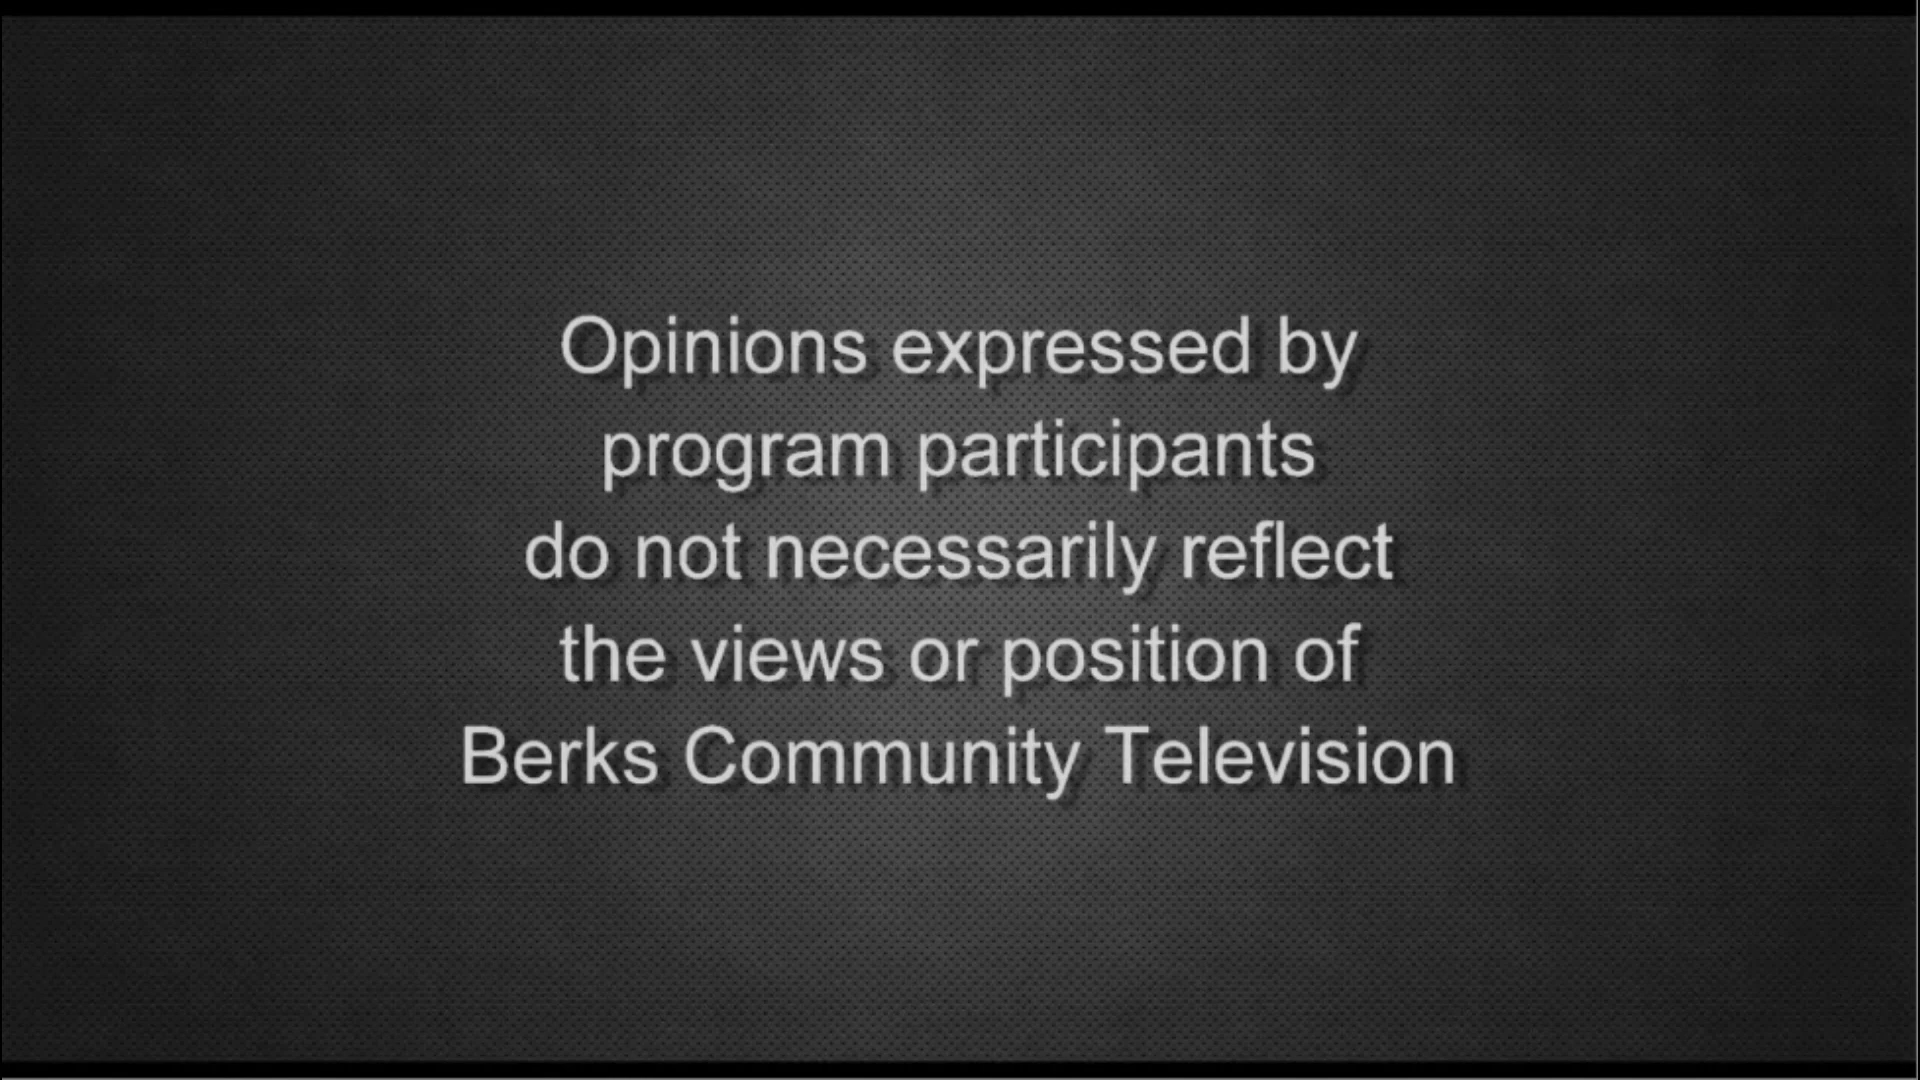 Opinions expressed by
program participants
do not necessarily reflect
the views or position of
Berks Community Television